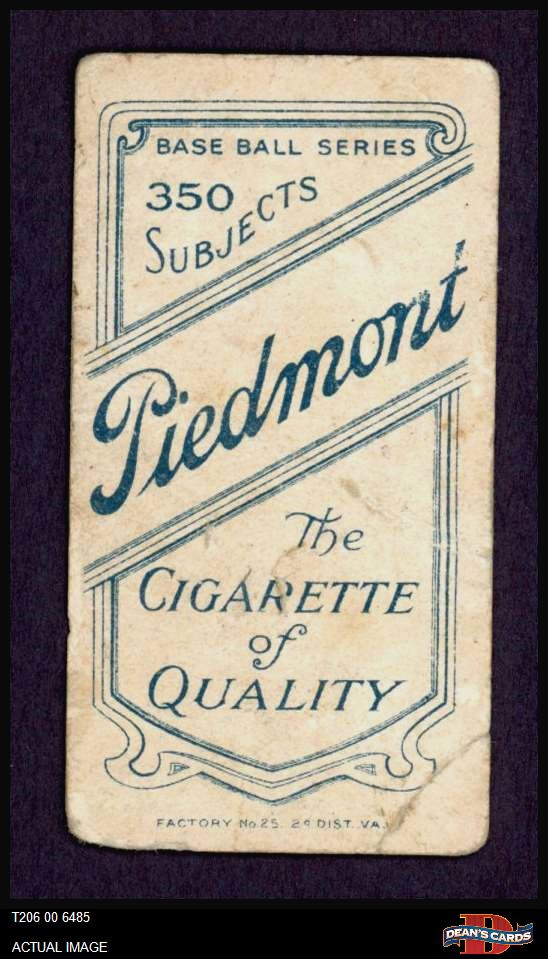 BASE BALL SERIES
350
SUBJECTS
Piedmont
The
CIGARETTE
of
QUALITY
FACTORY No. 25. 2d DIST. VA.
T206 00 6485
ACTUAL IMAGE
DEAN'S CARDS